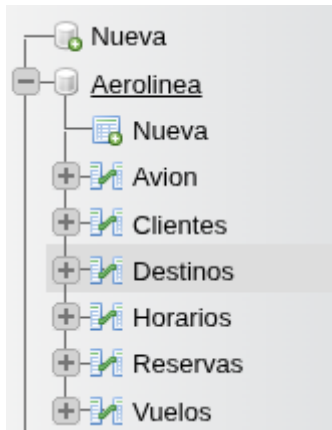 Nueva
Aerolinea
Nueva
Avion
Clientes
Destinos
Horarios
Reservas
Vuelos